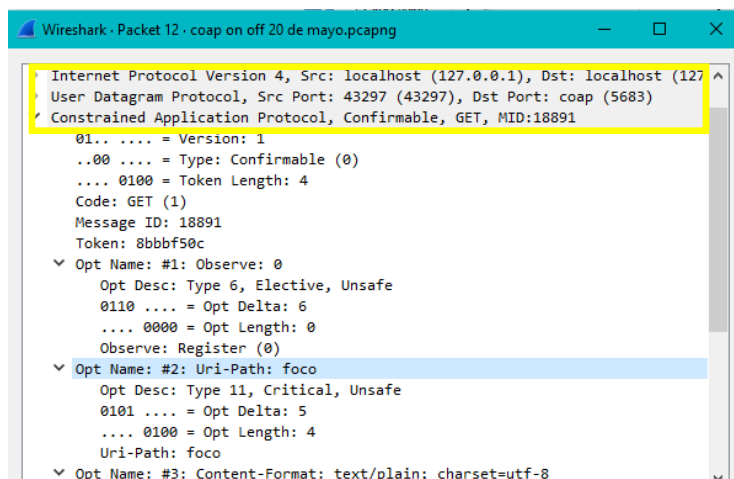 Wireshark · Packet 12 · coap on off 20 de mayo.pcapng
Internet Protocol Version 4, Src: localhost (127.0.0.1), Dst: localhost (127
User Datagram Protocol, Src Port: 43297 (43297), Dst Port: coap (5683)
Constrained Application Protocol, Confirmable, GET, MID:18891
01.. .... = Version: 1
..00 .... = Type: Confirmable (0)
.... 0100 = Token Length: 4
Code: GET (1)
Message ID: 18891
Token: 8bbbf50c
Opt Name: #1: Observe: 0
Opt Desc: Type 6, Elective, Unsafe
0110 .... = Opt Delta: 6
.... 0000 = Opt Length: 0
Observe: Register (0)
Opt Name: #2: Uri-Path: foco
Opt Desc: Type 11, Critical, Unsafe
0101 .... = Opt Delta: 5
.... 0100 = Opt Length: 4
Uri-Path: foco
Opt Name: #3: Content-Format: text/plain; charset=utf-8